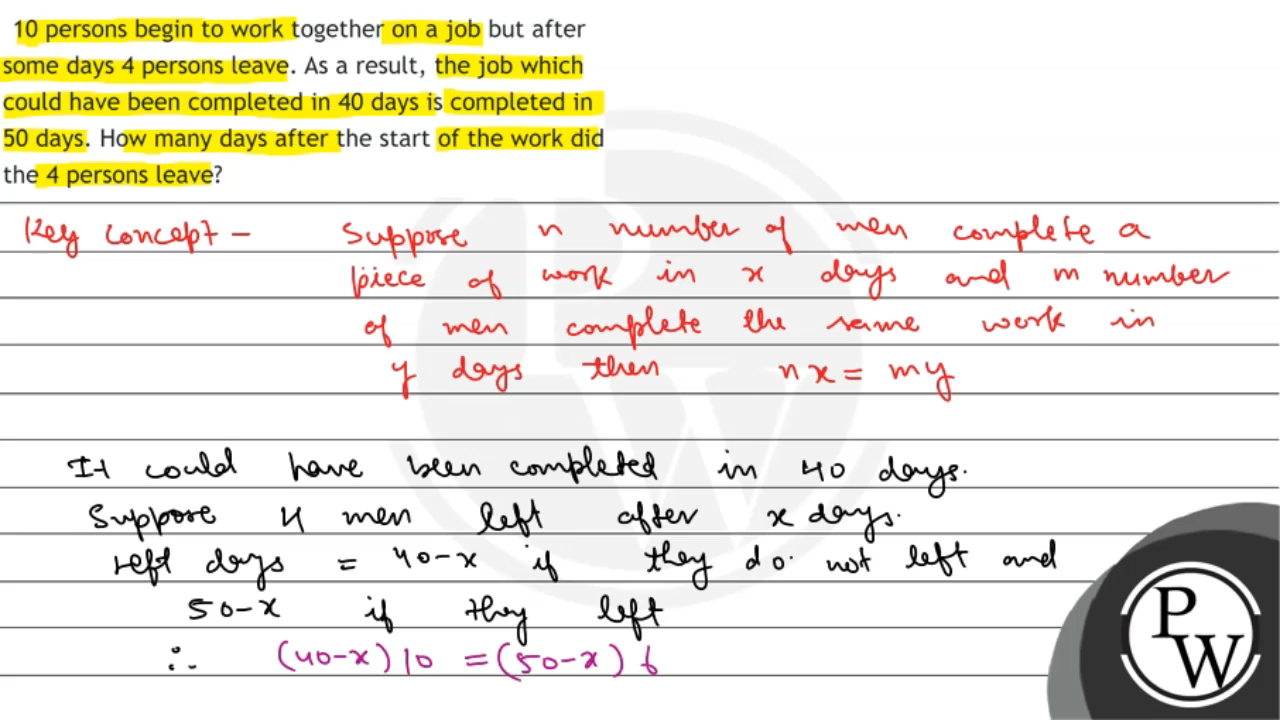 10 persons begin to work together on a job but after
some days 4 persons leave. As a result, the job which
could have been completed in 40 days is completed in
50 days. How many days after the start of the work did
the 4 persons leave?
Key concept - Suppose n number of men complete a
piece of work in x days and m number
of men complete the same work in
y days then nx = my
It could have been completed in 40 days.
Suppose 4 men left after x days.
left days = 40-x if they do not left and
50-x if they left
∴ (40-x) 10 = (50-x) 6
PW
PW